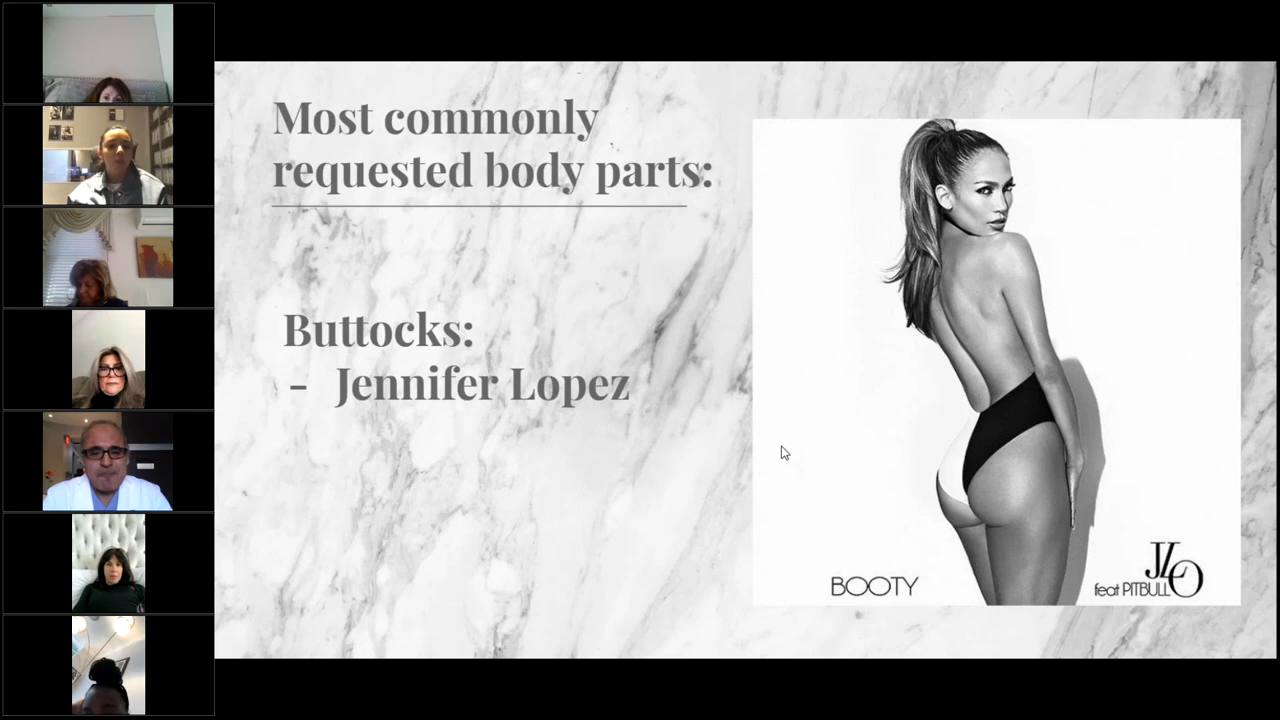 Most commonly
requested body parts:
Buttocks:
- Jennifer Lopez
BOOTY
JLO
feat PITBULL